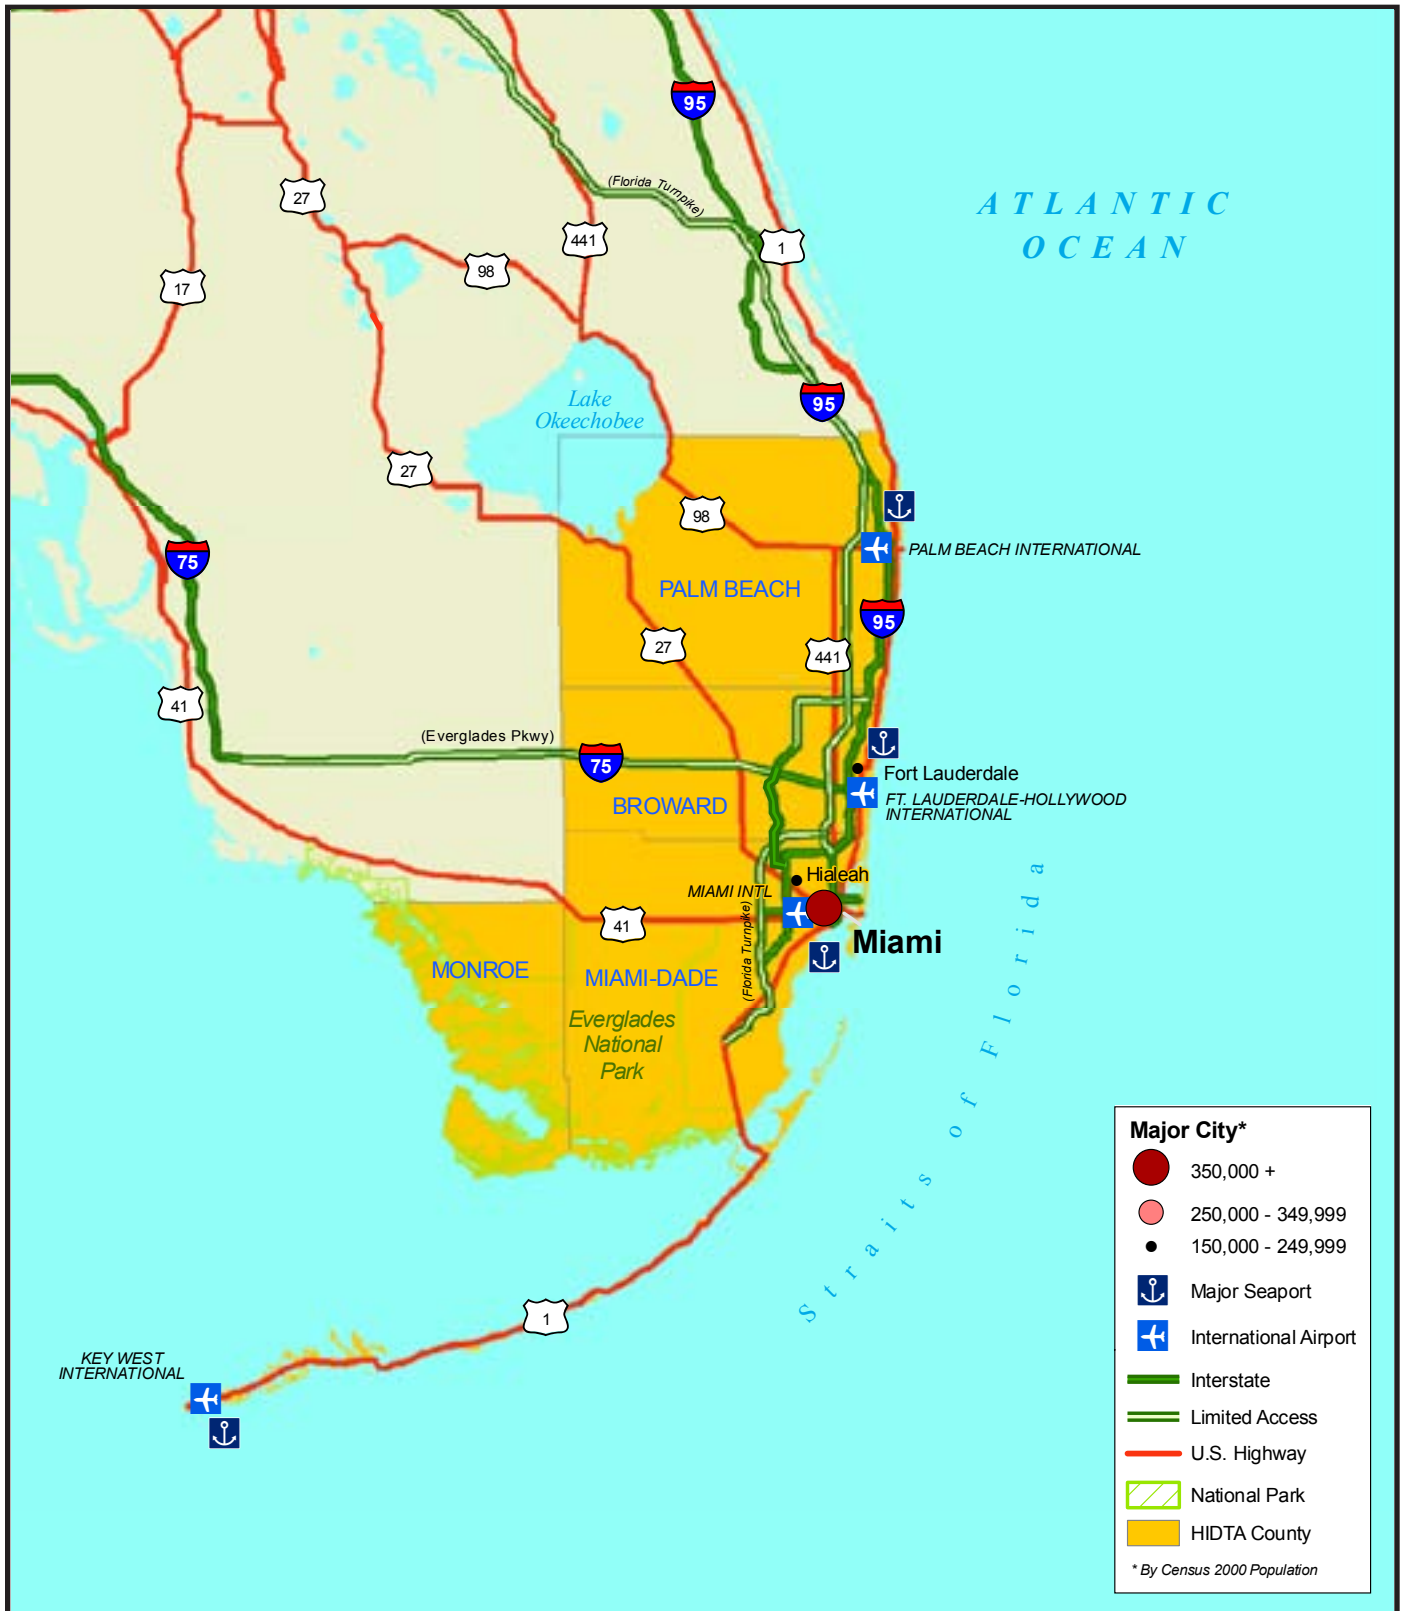 95
(Florida Turnpike)
27
ATLANTIC
OCEAN
441
1
98
17
Lake
Okeechobee
95
27
98
PALM BEACH INTERNATIONAL
75
PALM BEACH
95
27
441
41
(Everglades Pkwy)
75
Fort Lauderdale
FT. LAUDERDALE-HOLLYWOOD
INTERNATIONAL
BROWARD
Hialeah
MIAMI INTL
41
(Florida Turnpike)
Miami
MONROE
MIAMI-DADE
Everglades
National
Park
Straits of Florida
1
KEY WEST
INTERNATIONAL
Major City*
350,000 +
250,000 - 349,999
150,000 - 249,999
Major Seaport
International Airport
Interstate
Limited Access
U.S. Highway
National Park
HIDTA County
* By Census 2000 Population